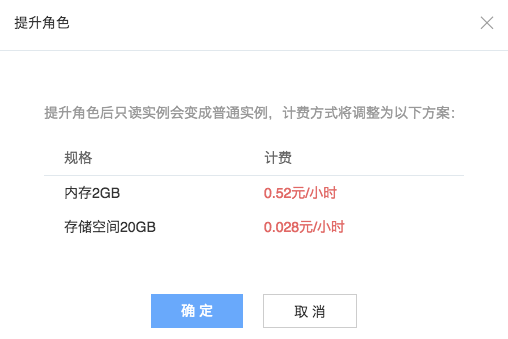 提升角色
提升角色后只读实例会变成普通实例，计费方式将调整为以下方案：
规格 计费
内存2GB 0.52元/小时
存储空间20GB 0.028元/小时
确 定 取 消